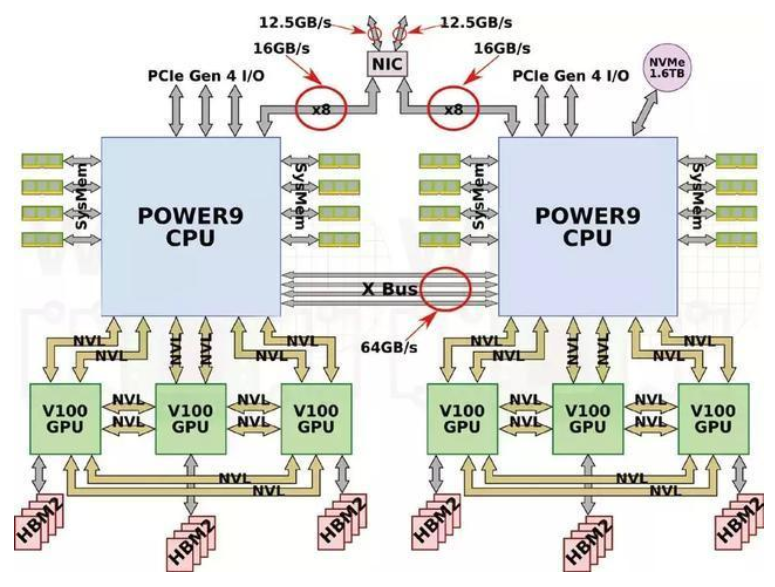 12.5GB/s
12.5GB/s
16GB/s
NIC
16GB/s
NVMe
1.6TB
PCIe Gen 4 I/O
PCIe Gen 4 I/O
x8
x8
SysMem
SysMem
SysMem
SysMem
POWER9
CPU
POWER9
CPU
X Bus
64GB/s
NVL
NVL
NVL
NVL
NVL
NVL
NVL
NVL
NVL
NVL
NVL
NVL
V100
GPU
NVL
NVL
V100
GPU
NVL
NVL
V100
GPU
V100
GPU
NVL
NVL
V100
GPU
NVL
NVL
V100
GPU
NVL
NVL
NVL
NVL
HBM2
HBM2
HBM2
HBM2
HBM2
HBM2